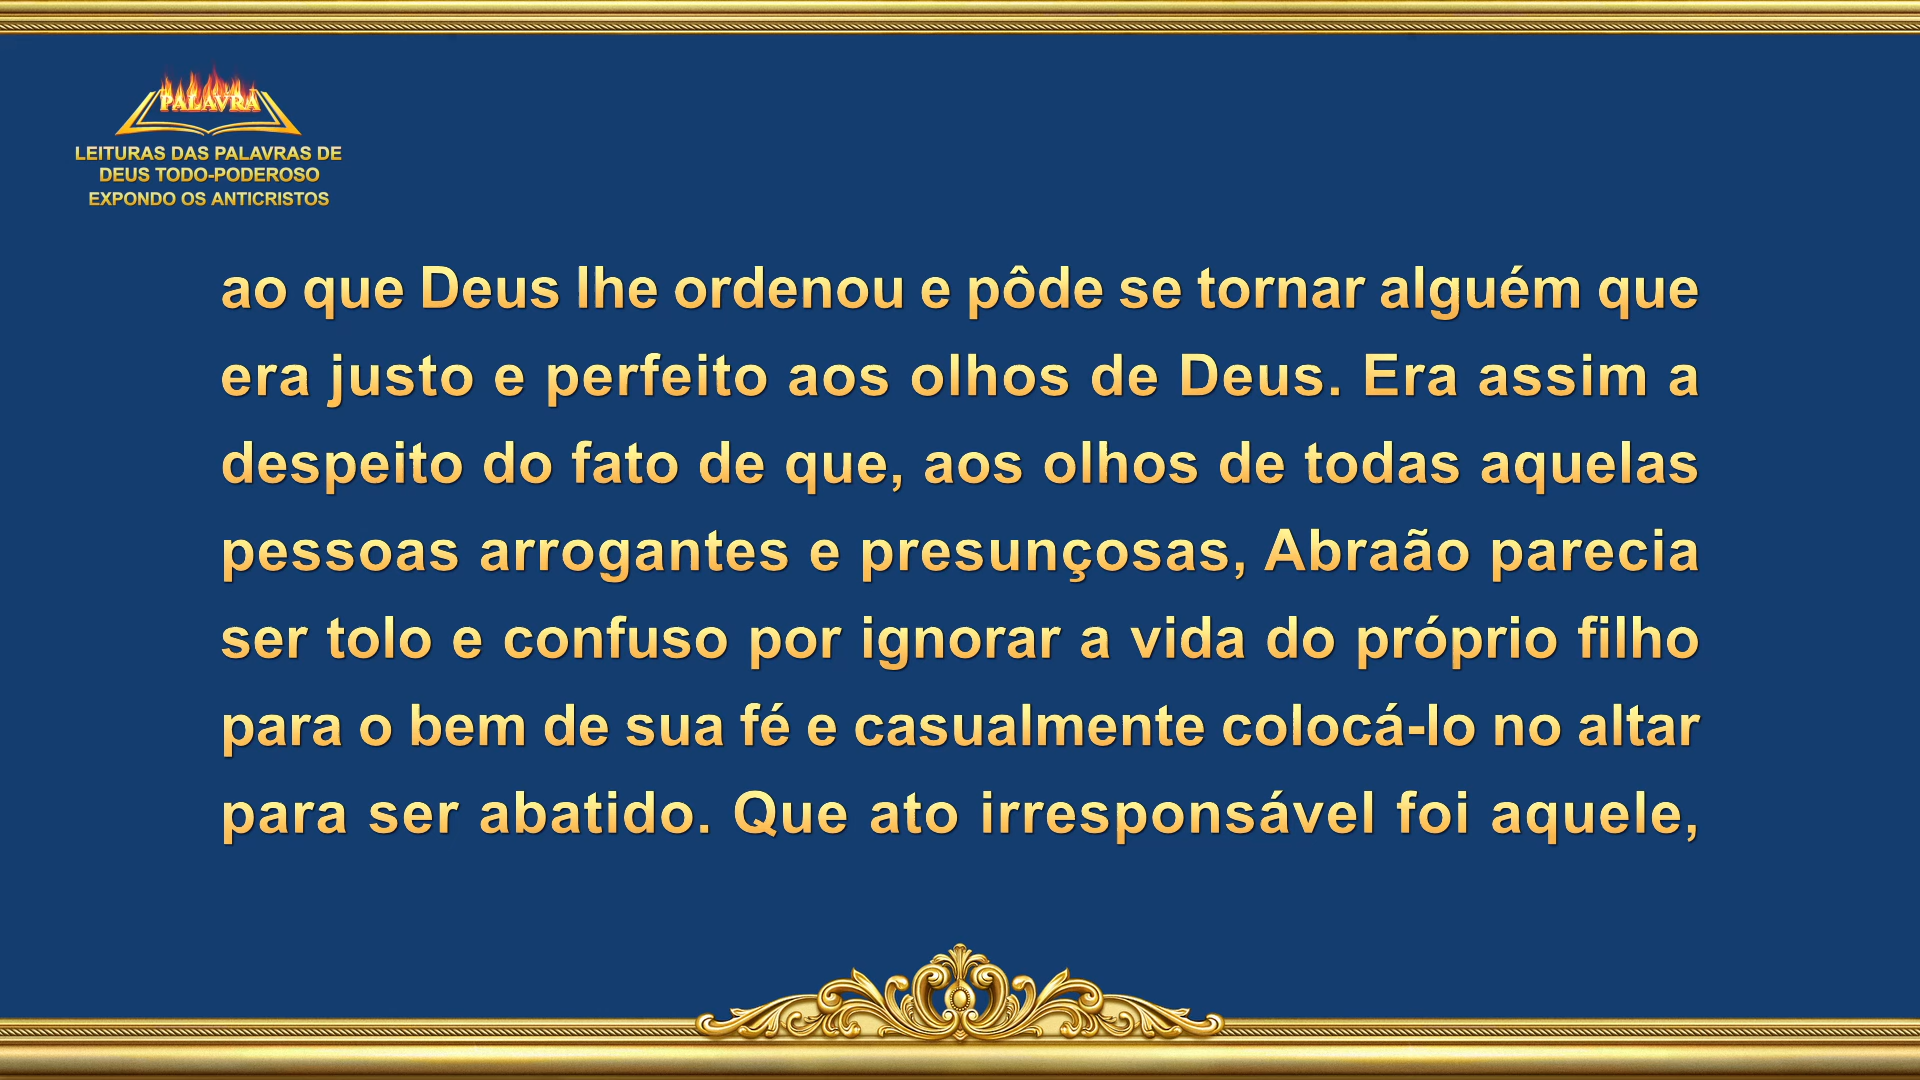 PALAVRA
LEITURAS DAS PALAVRAS DE
DEUS TODO-PODEROSO
EXPONDO OS ANTICRISTOS
ao que Deus lhe ordenou e pôde se tornar alguém que
era justo e perfeito aos olhos de Deus. Era assim a
despeito do fato de que, aos olhos de todas aquelas
pessoas arrogantes e presunçosas, Abraão parecia
ser tolo e confuso por ignorar a vida do próprio filho
para o bem de sua fé e casualmente colocá-lo no altar
para ser abatido. Que ato irresponsável foi aquele,